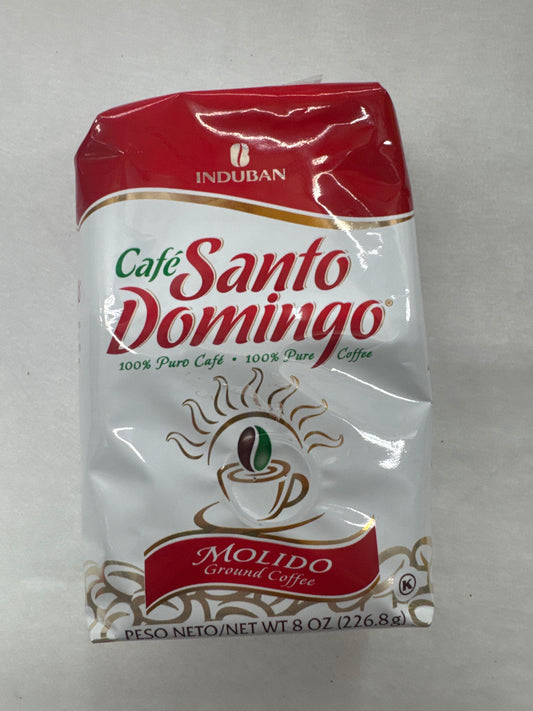 INDUBAN
Café Santo
Domingo®
100% Puro Café • 100% Pure Coffee
MOLIDO
Ground Coffee
K
PESO NETO/NET WT 8 OZ (226.8g)